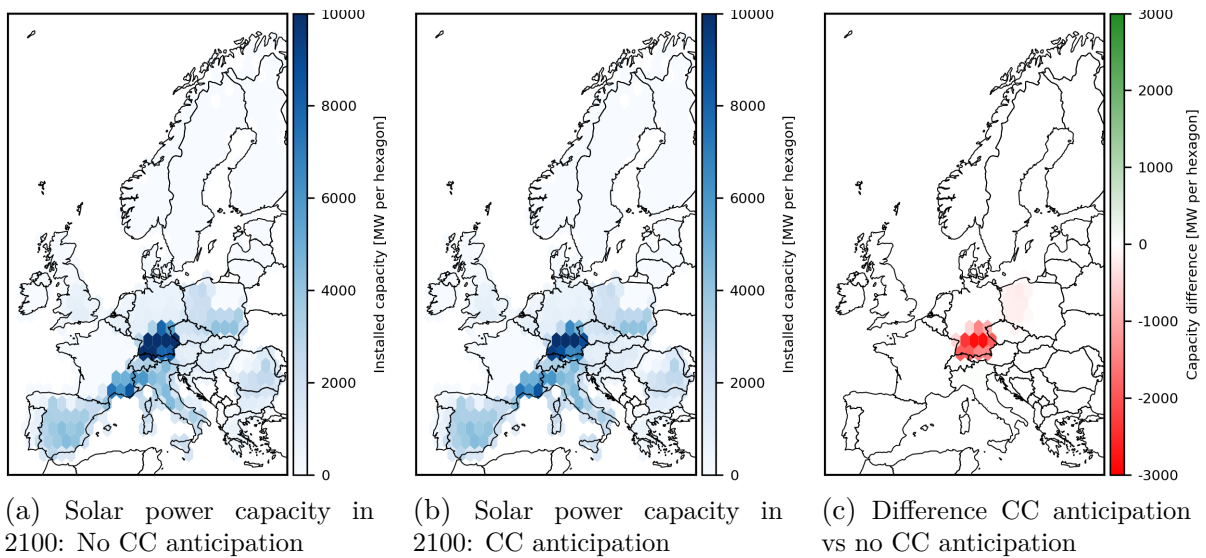 10000
8000
6000
4000
2000
0
Installed capacity [MW per hexagon]
10000
8000
6000
4000
2000
0
Installed capacity [MW per hexagon]
3000
2000
1000
0
-1000
-2000
-3000
Capacity difference [MW per hexagon]
(a) Solar power capacity in
2100: No CC anticipation
(b) Solar power capacity in
2100: CC anticipation
(c) Difference CC anticipation
vs no CC anticipation